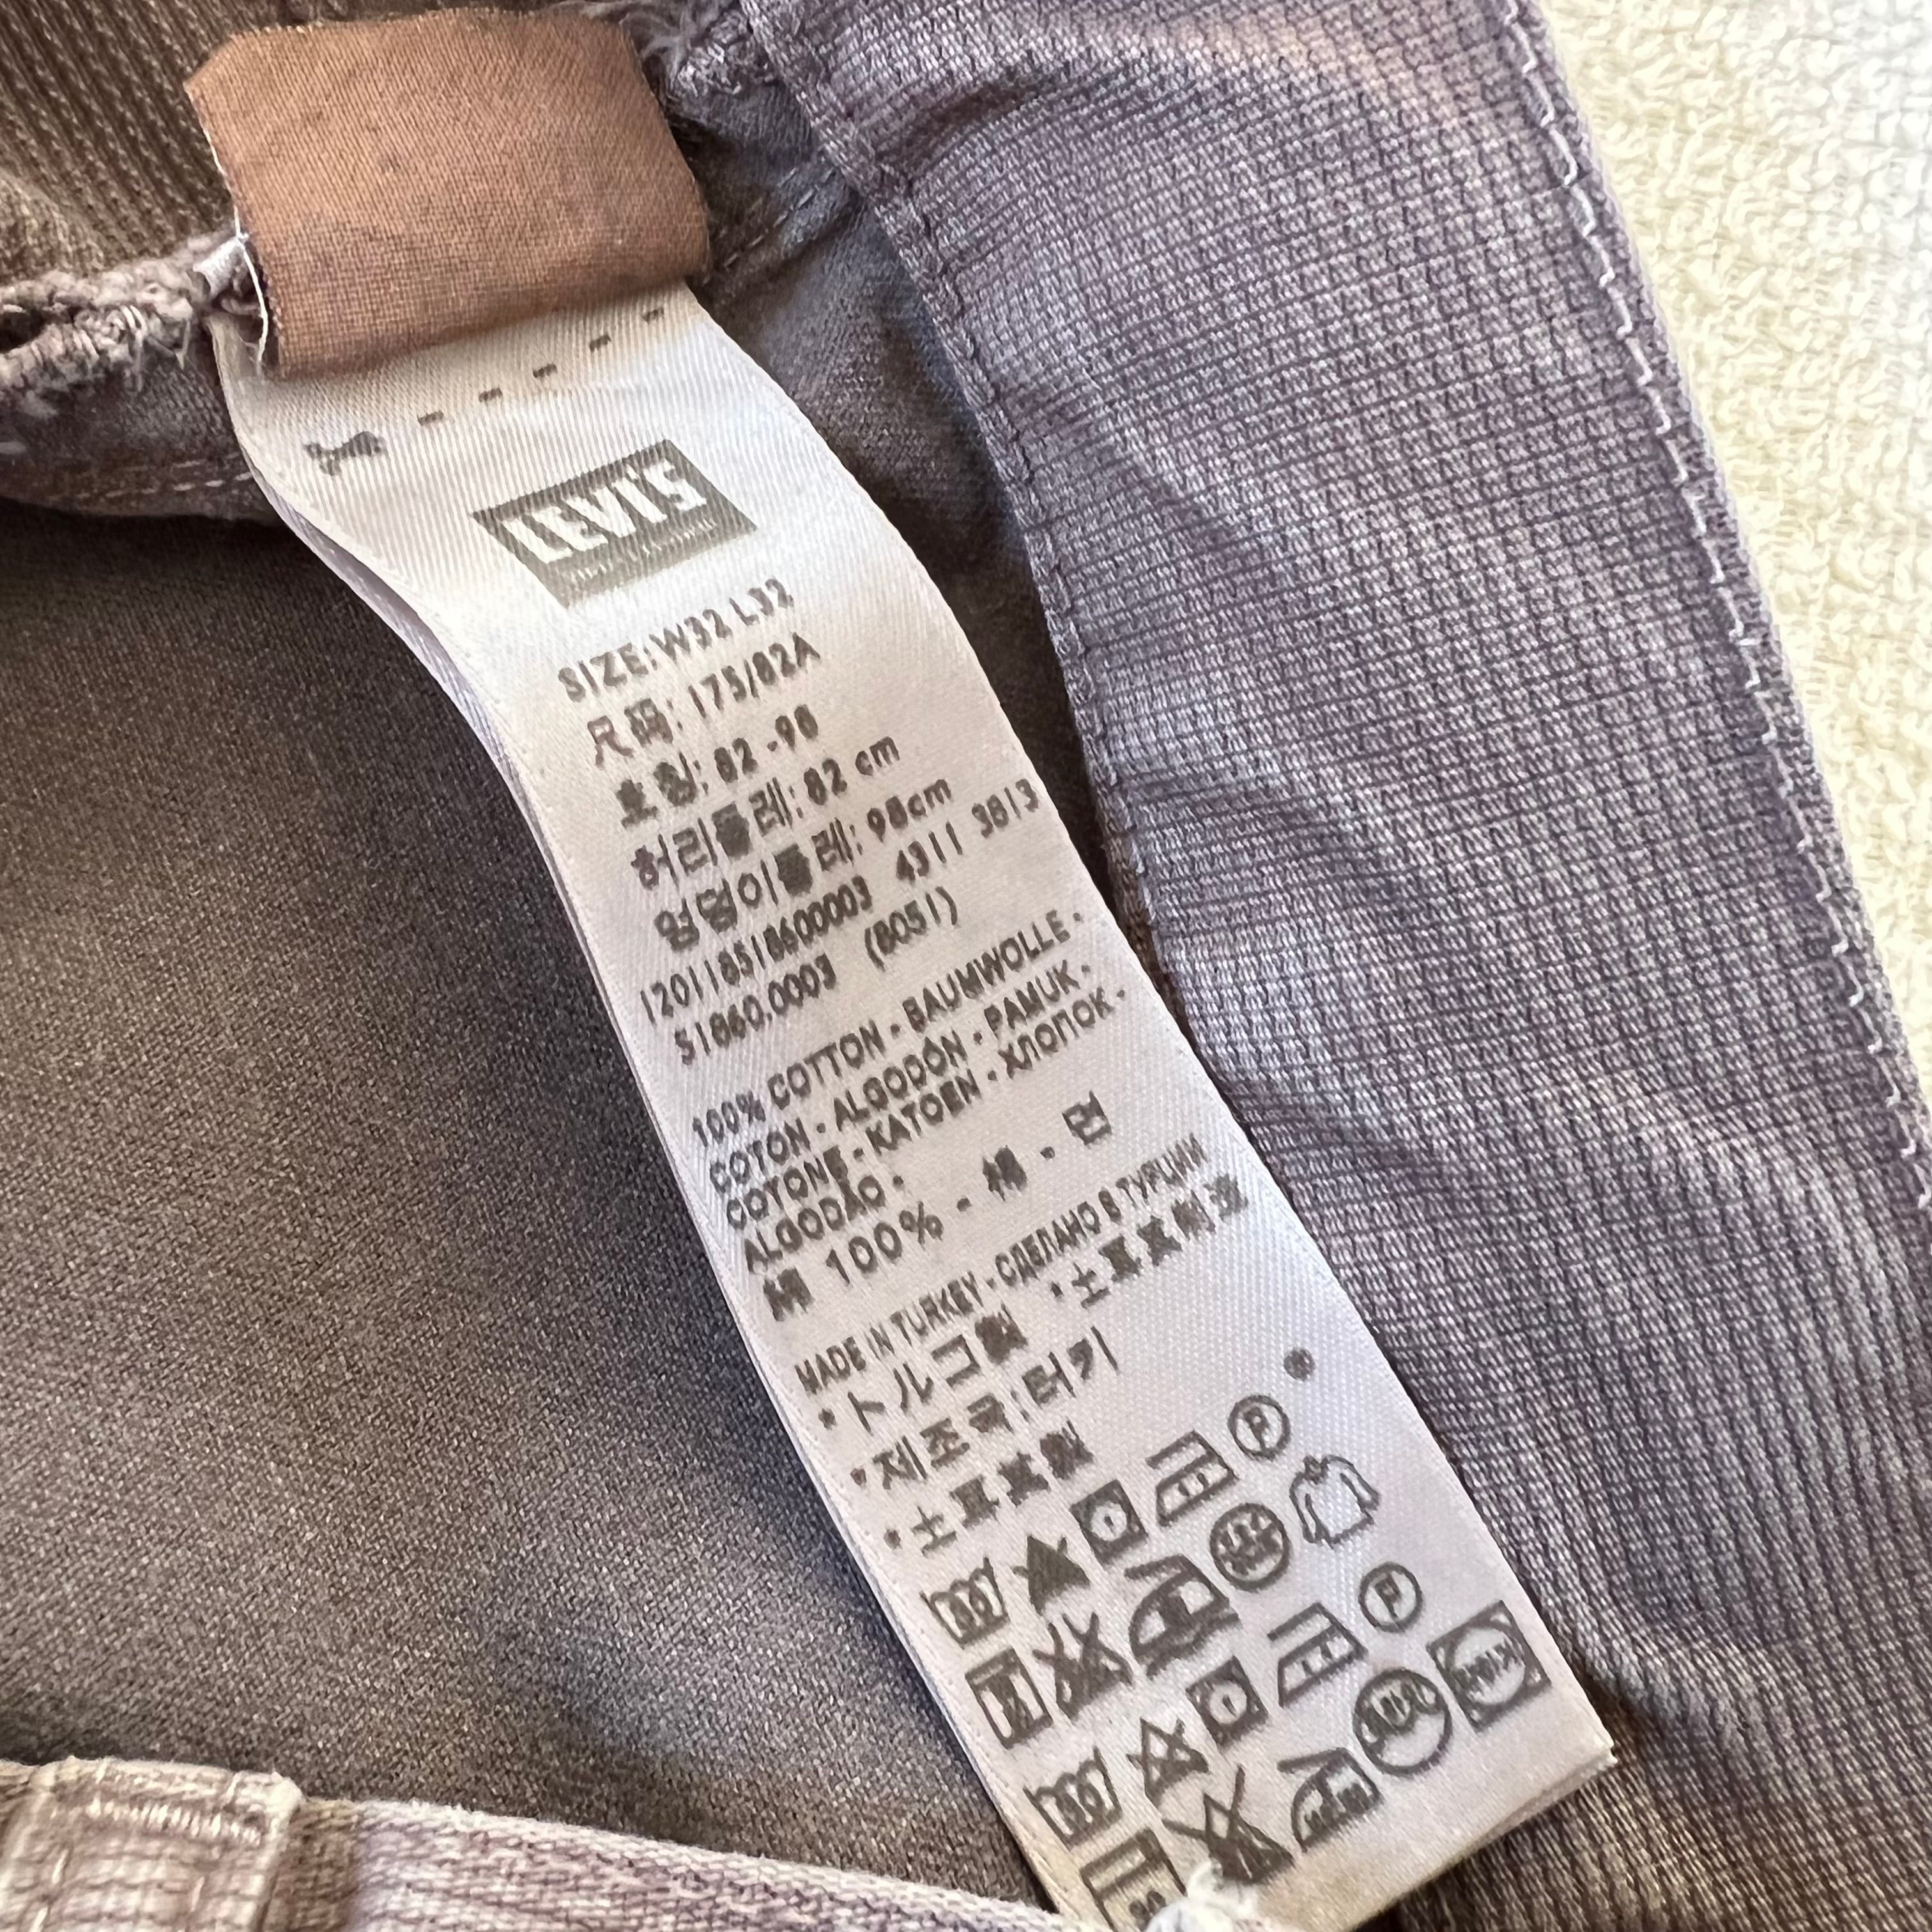 LEVI'S
SIZE:W32 L32
尺码: 175/82A
호칭: 82 -98
허리둘레: 82 cm
엉덩이둘레: 98cm
12011851860003 4311 3813
51860.0003 (8051)
100% COTTON - BAUMWOLLE -
COTON - ALGODÓN - PAMUK -
COTONE - KATOEN - ХЛОПОК -
ALGODÃO -
綿 100% - 棉 - 면
MADE IN TURKEY - СДЕЛАНО В ТУРЦИИ
• トルコ製 • 土耳其制造
• 제조국: 터키
• 土耳其製
P
P